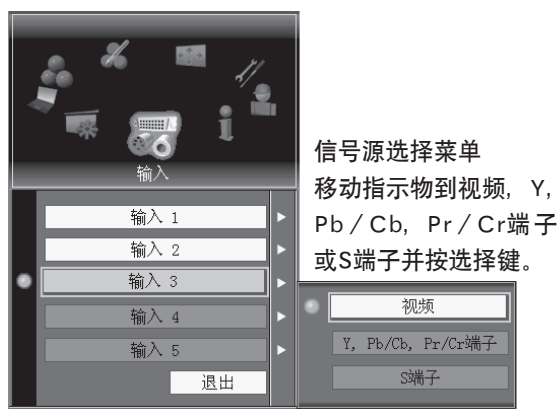 输入
信号源选择菜单
移动指示物到视频, Y,
Pb / Cb, Pr / Cr端子
或S端子并按选择键。
输入 1
输入 2
输入 3
输入 4
输入 5
退出
视频
Y, Pb/Cb, Pr/Cr端子
S端子